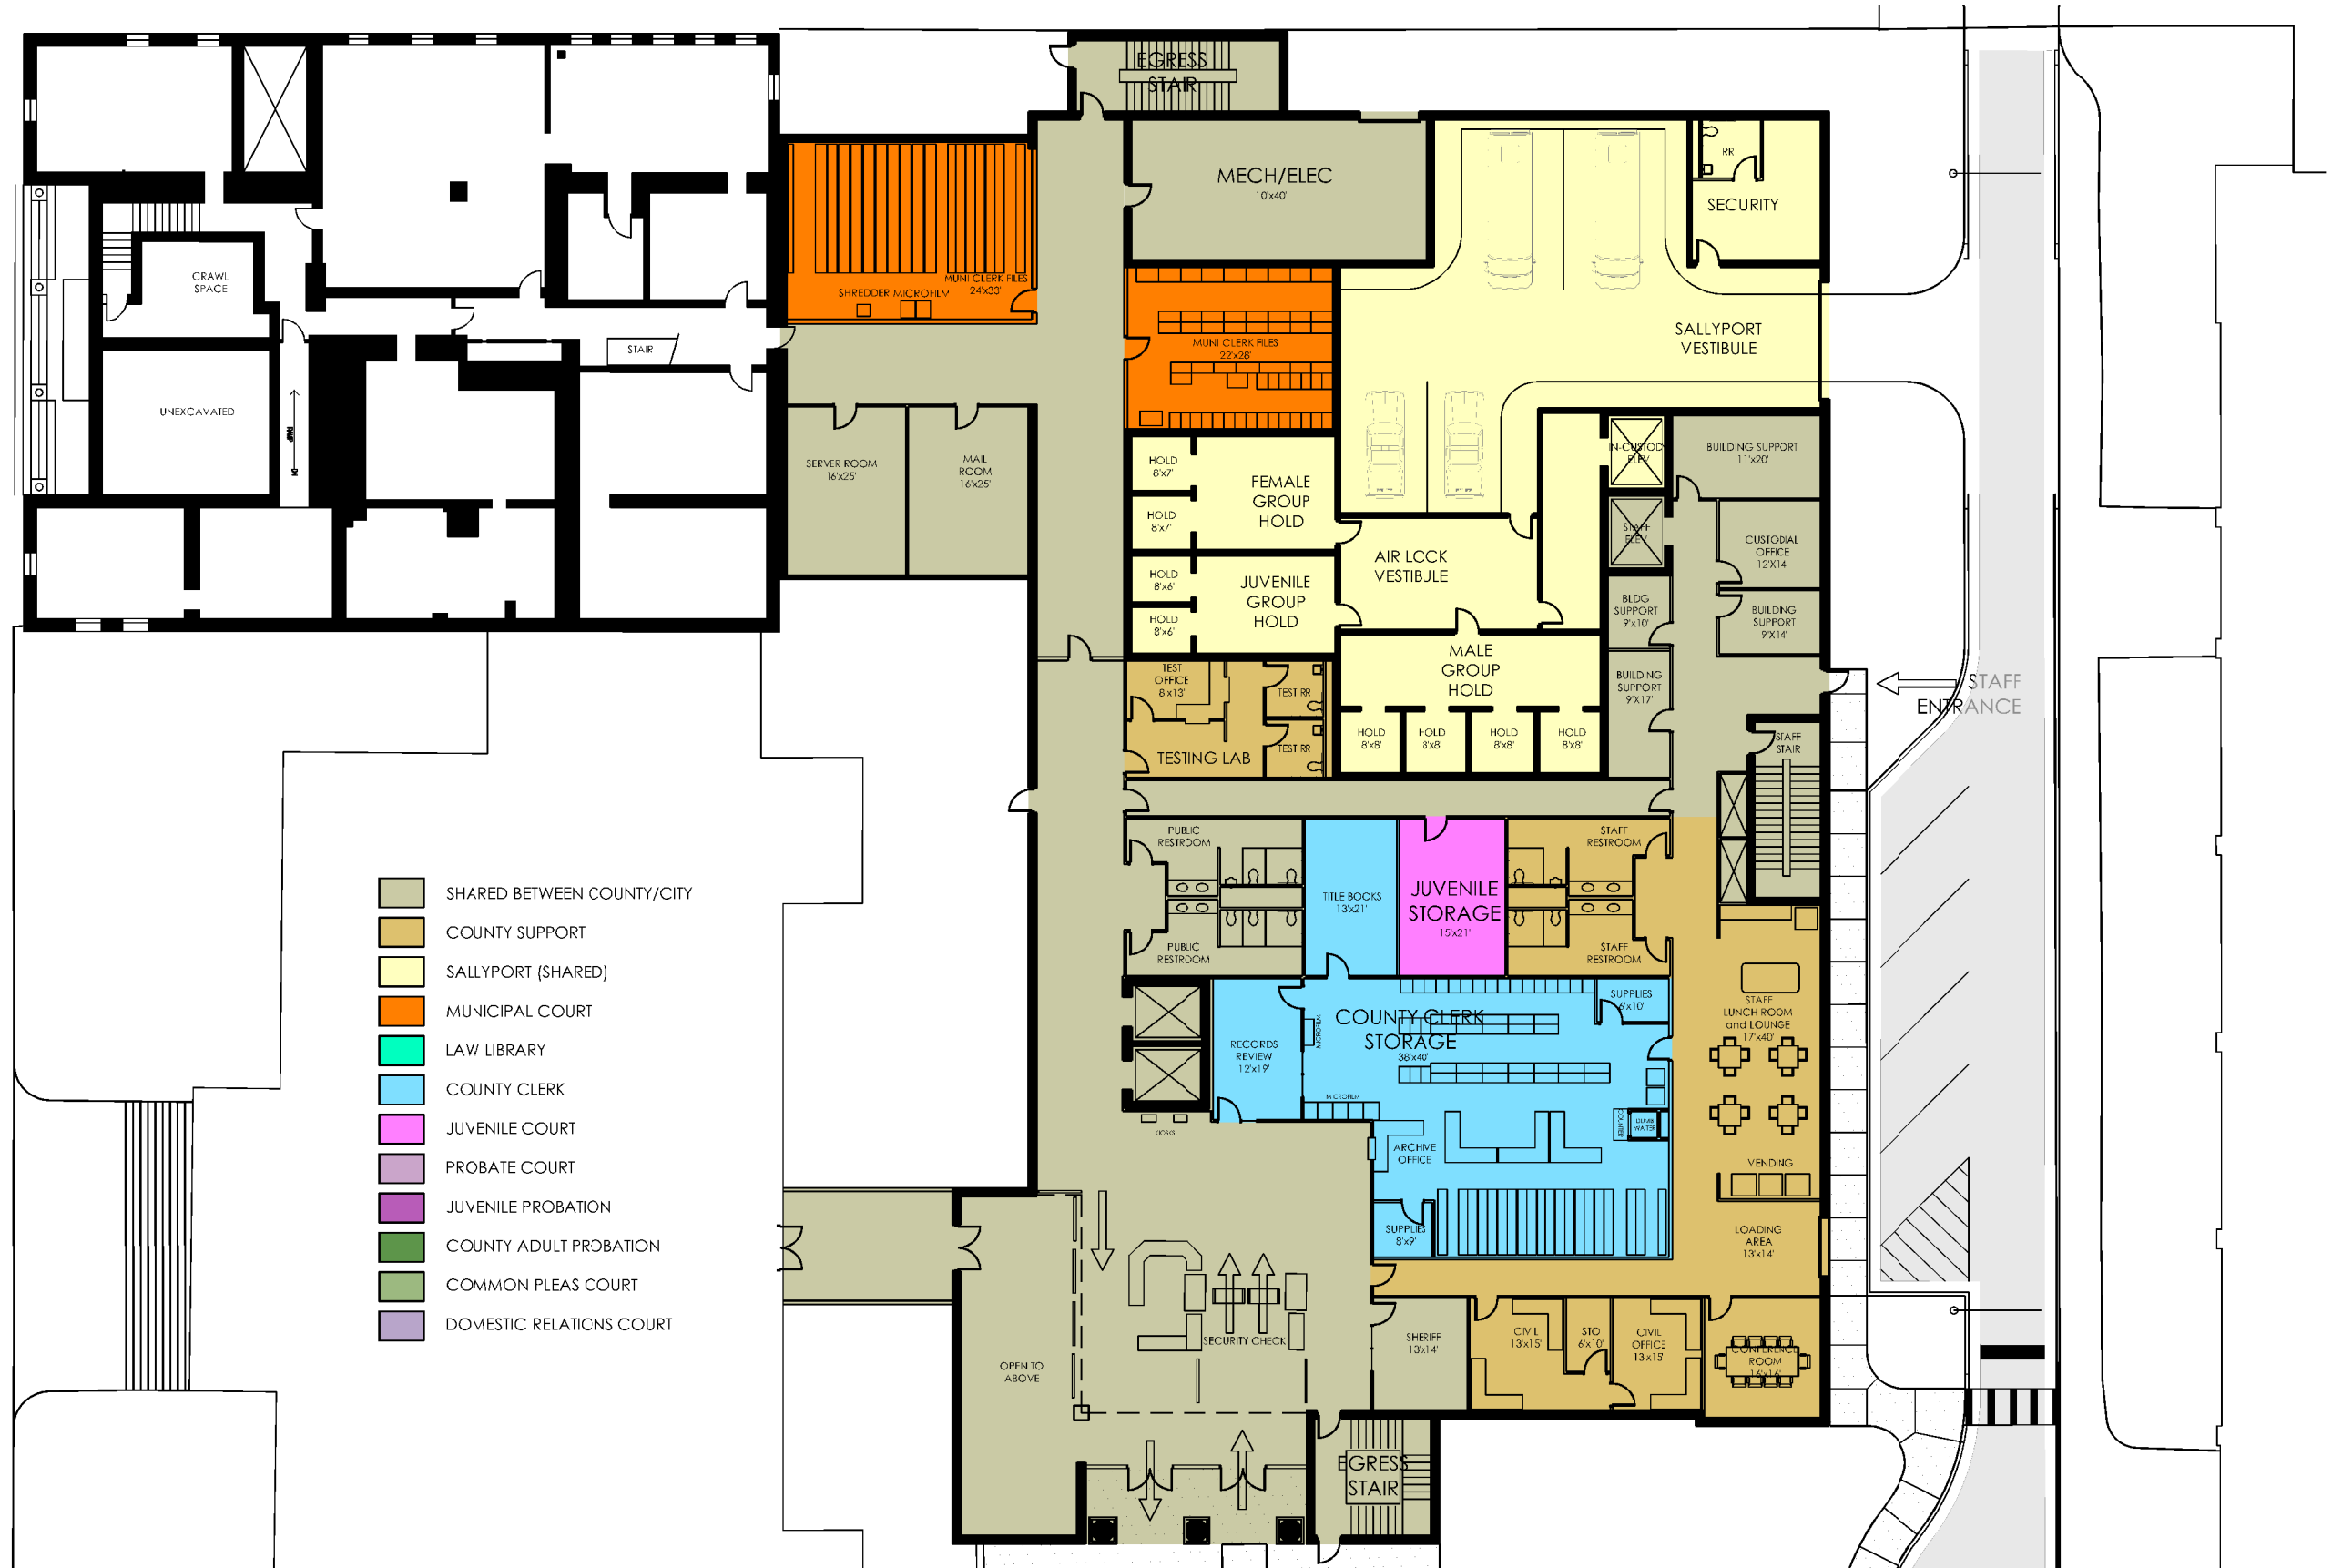 EGRESS
STAIR
MECH/ELEC
10'x40'
RR
SECURITY
CRAWL
SPACE
MUNI CLERK FILES
24'x33'
SHREDDER MICROFILM
SALLYPORT
VESTIBULE
MUNI CLERK FILES
22'x28'
STAIR
UNEXCAVATED
SERVER ROOM
16'x25'
MAIL
ROOM
16'x25'
HOLD
8'x7'
HOLD
8'x7'
FEMALE
GROUP
HOLD
IN-CUSTODY
ELEV
BUILDING SUPPORT
11'x20'
STAFF
ELEV
CUSTODIAL
OFFICE
12'X14'
AIR LOCK
VESTIBULE
HOLD
8'x6'
HOLD
8'x6'
JUVENILE
GROUP
HOLD
BLDG
SUPPORT
9'x10'
BUILDING
SUPPORT
9'X14'
MALE
GROUP
HOLD
TEST
OFFICE
8'x13'
TEST RR
BUILDING
SUPPORT
9'X17'
STAFF
ENTRANCE
TESTING LAB
TEST RR
HOLD
8'x8'
HOLD
8'x8'
HOLD
8'x8'
HOLD
8'x8'
STAFF
STAIR
PUBLIC
RESTROOM
STAFF
RESTROOM
TITLE BOOKS
13'x21'
JUVENILE
STORAGE
15'x21'
PUBLIC
RESTROOM
STAFF
RESTROOM
SHARED BETWEEN COUNTY/CITY
COUNTY SUPPORT
SALLYPORT (SHARED)
MUNICIPAL COURT
LAW LIBRARY
COUNTY CLERK
JUVENILE COURT
PROBATE COURT
JUVENILE PROBATION
COUNTY ADULT PROBATION
COMMON PLEAS COURT
DOMESTIC RELATIONS COURT
SUPPLIES
6'x10'
COUNTY CLERK
STORAGE
38'x40'
MICROFILM
RECORDS
REVIEW
12'x19'
STAFF
LUNCH ROOM
and LOUNGE
17'x40'
MICROFILM
KIOSKS
COUNTER
DUMB
WATER
ARCHIVE
OFFICE
VENDING
SUPPLIES
8'x9'
LOADING
AREA
13'x14'
SECURITY CHECK
OPEN TO
ABOVE
SHERIFF
13'x14'
CIVIL
13'x15'
STO
6'x10'
CIVIL
OFFICE
13'x15'
CONFERENCE
ROOM
16'x16'
EGRESS
STAIR